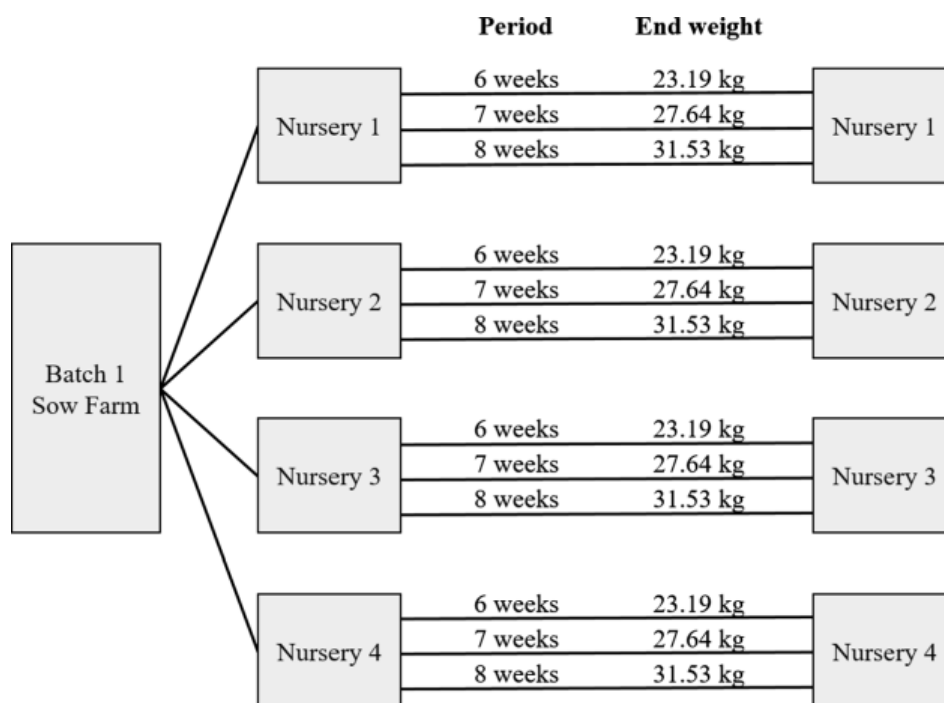 Period End weight
6 weeks 23.19 kg
Nursery 1 7 weeks 27.64 kg Nursery 1
8 weeks 31.53 kg
6 weeks 23.19 kg
Nursery 2 7 weeks 27.64 kg Nursery 2
8 weeks 31.53 kg
Batch 1
Sow Farm
6 weeks 23.19 kg
Nursery 3 7 weeks 27.64 kg Nursery 3
8 weeks 31.53 kg
6 weeks 23.19 kg
Nursery 4 7 weeks 27.64 kg Nursery 4
8 weeks 31.53 kg